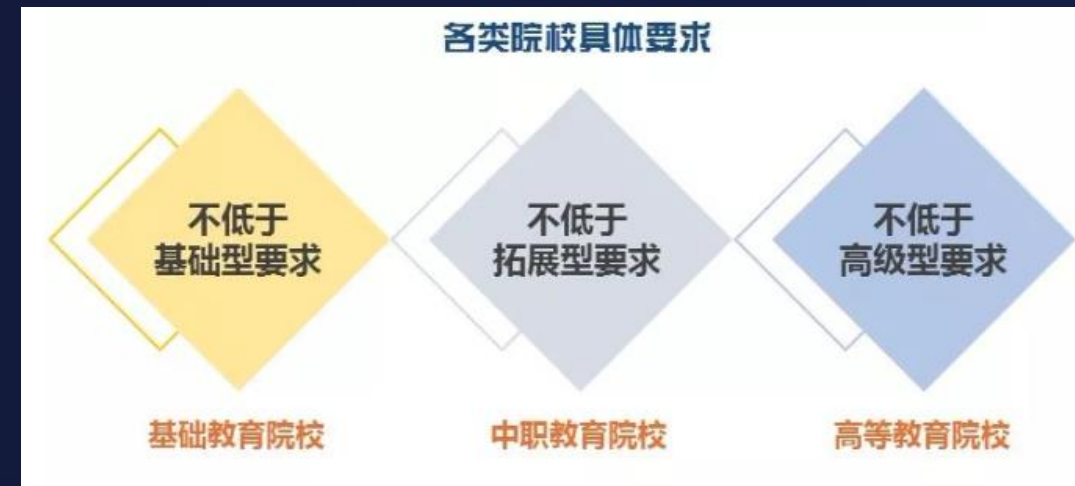 各类院校具体要求
不低于
基础型要求
不低于
拓展型要求
不低于
高级型要求
基础教育院校
中职教育院校
高等教育院校